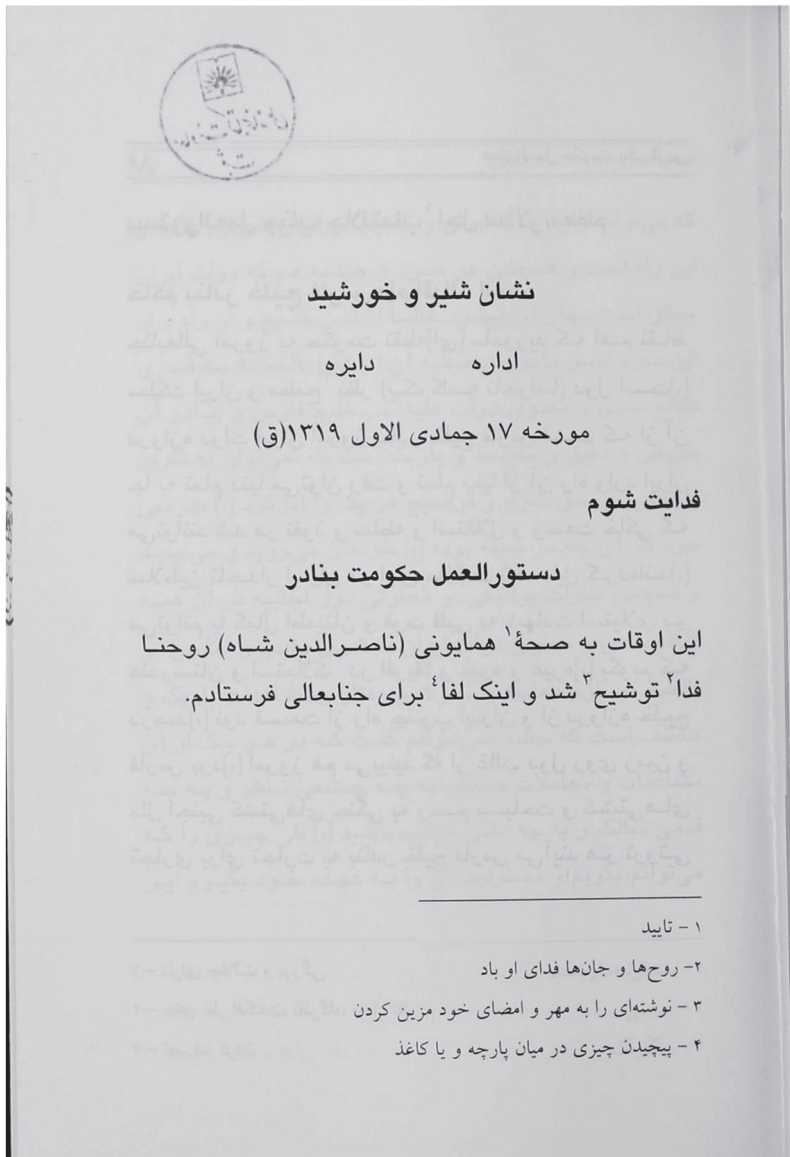 نشان شیر و خورشید
اداره دایره
مورخه ۱۷ جمادی الاول ۱۳۱۹(ق)
فدایت شوم
دستورالعمل حکومت بنادر
این اوقات به صحهٔ۱ همایونی (ناصرالدین شاه) روحنا
فدا۲ توشیح۳ شد و اینک لفا۴ برای جنابعالی فرستادم.
۱ - تایید
۲- روح‌ها و جان‌ها فدای او باد
۳ - نوشته‌ای را به مهر و امضای خود مزین کردن
۴ - پیچیدن چیزی در میان پارچه و یا کاغذ